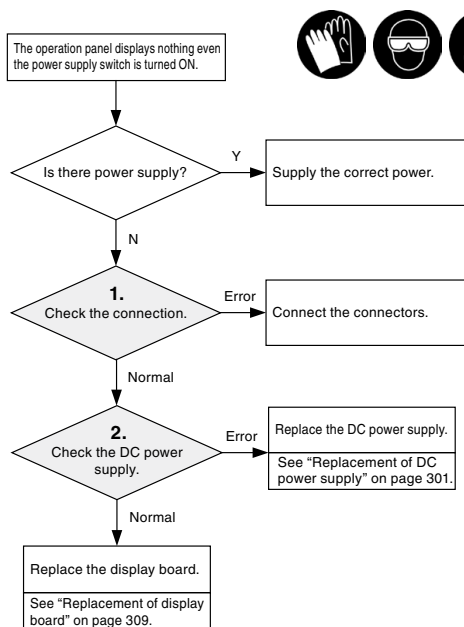 The operation panel displays nothing even
the power supply switch is turned ON.
Is there power supply?
Y
Supply the correct power.
N
1.
Check the connection.
Error
Connect the connectors.
Normal
2.
Check the DC power
supply.
Error
Replace the DC power supply.
See “Replacement of DC
power supply” on page 301.
Normal
Replace the display board.
See “Replacement of display
board” on page 309.